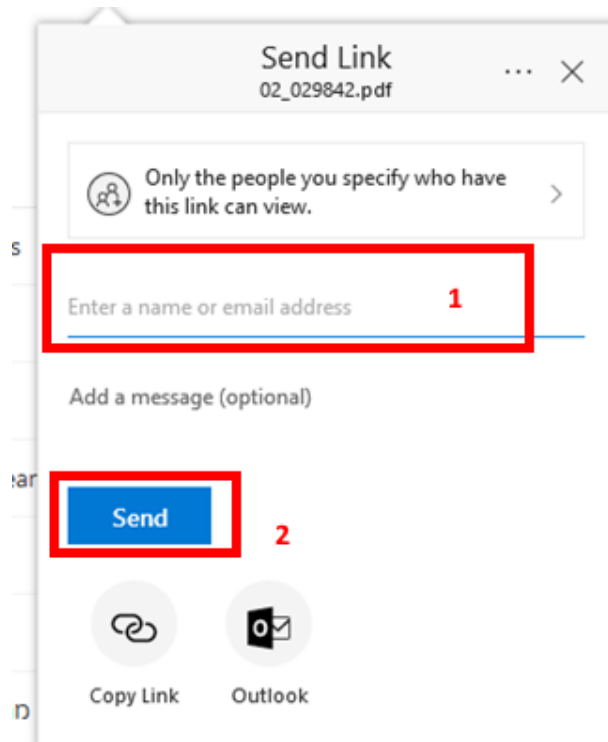 Send Link
02_029842.pdf
Only the people you specify who have
this link can view.
s
Enter a name or email address 1
Add a message (optional)
ear
Send
2
Copy Link Outlook
p